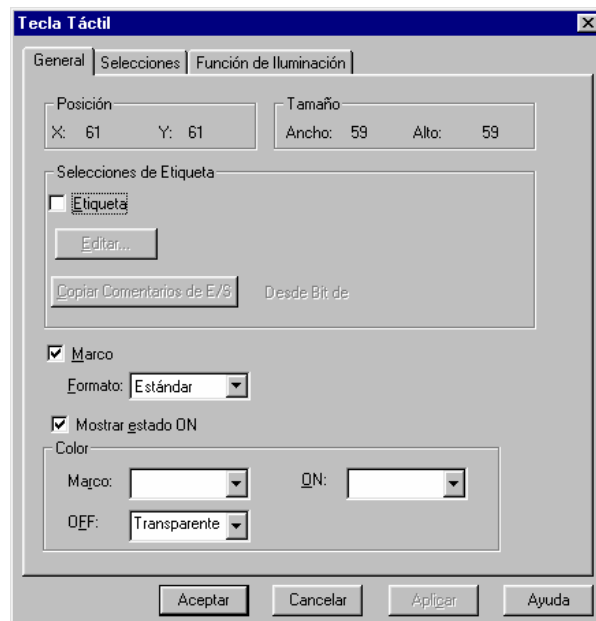 Tecla Táctil
General Selecciones Función de Iluminación
Posición Tamaño
X: 61 Y: 61 Ancho: 59 Alto: 59
Selecciones de Etiqueta
Etiqueta
Editar...
Copiar Comentarios de E/S Desde Bit de
Marco
Formato: Estándar
Mostrar estado ON
Color
Marco: ON:
OFF: Transparente
Aceptar Cancelar Aplicar Ayuda